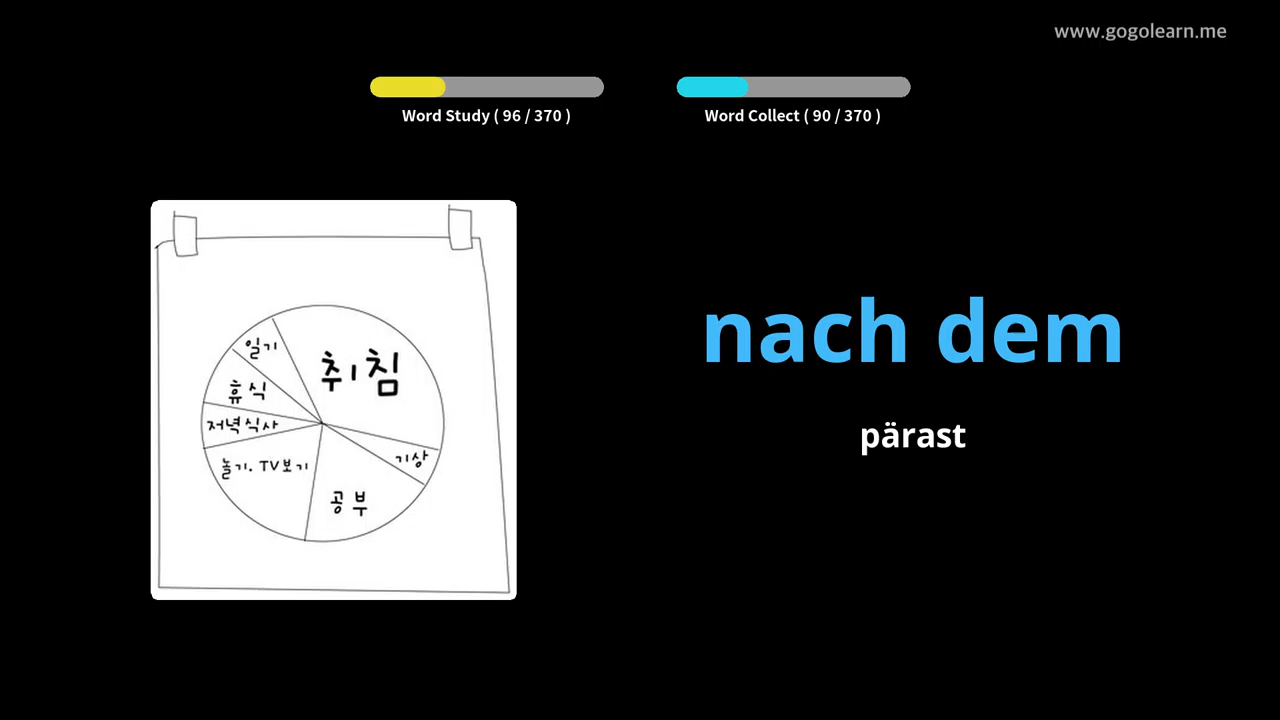 www.gogolearn.me
Word Study ( 96 / 370 )
Word Collect ( 90 / 370 )
일기
취침
휴식
저녁식사
놀기. TV보기
기상
공부
nach dem
pärast